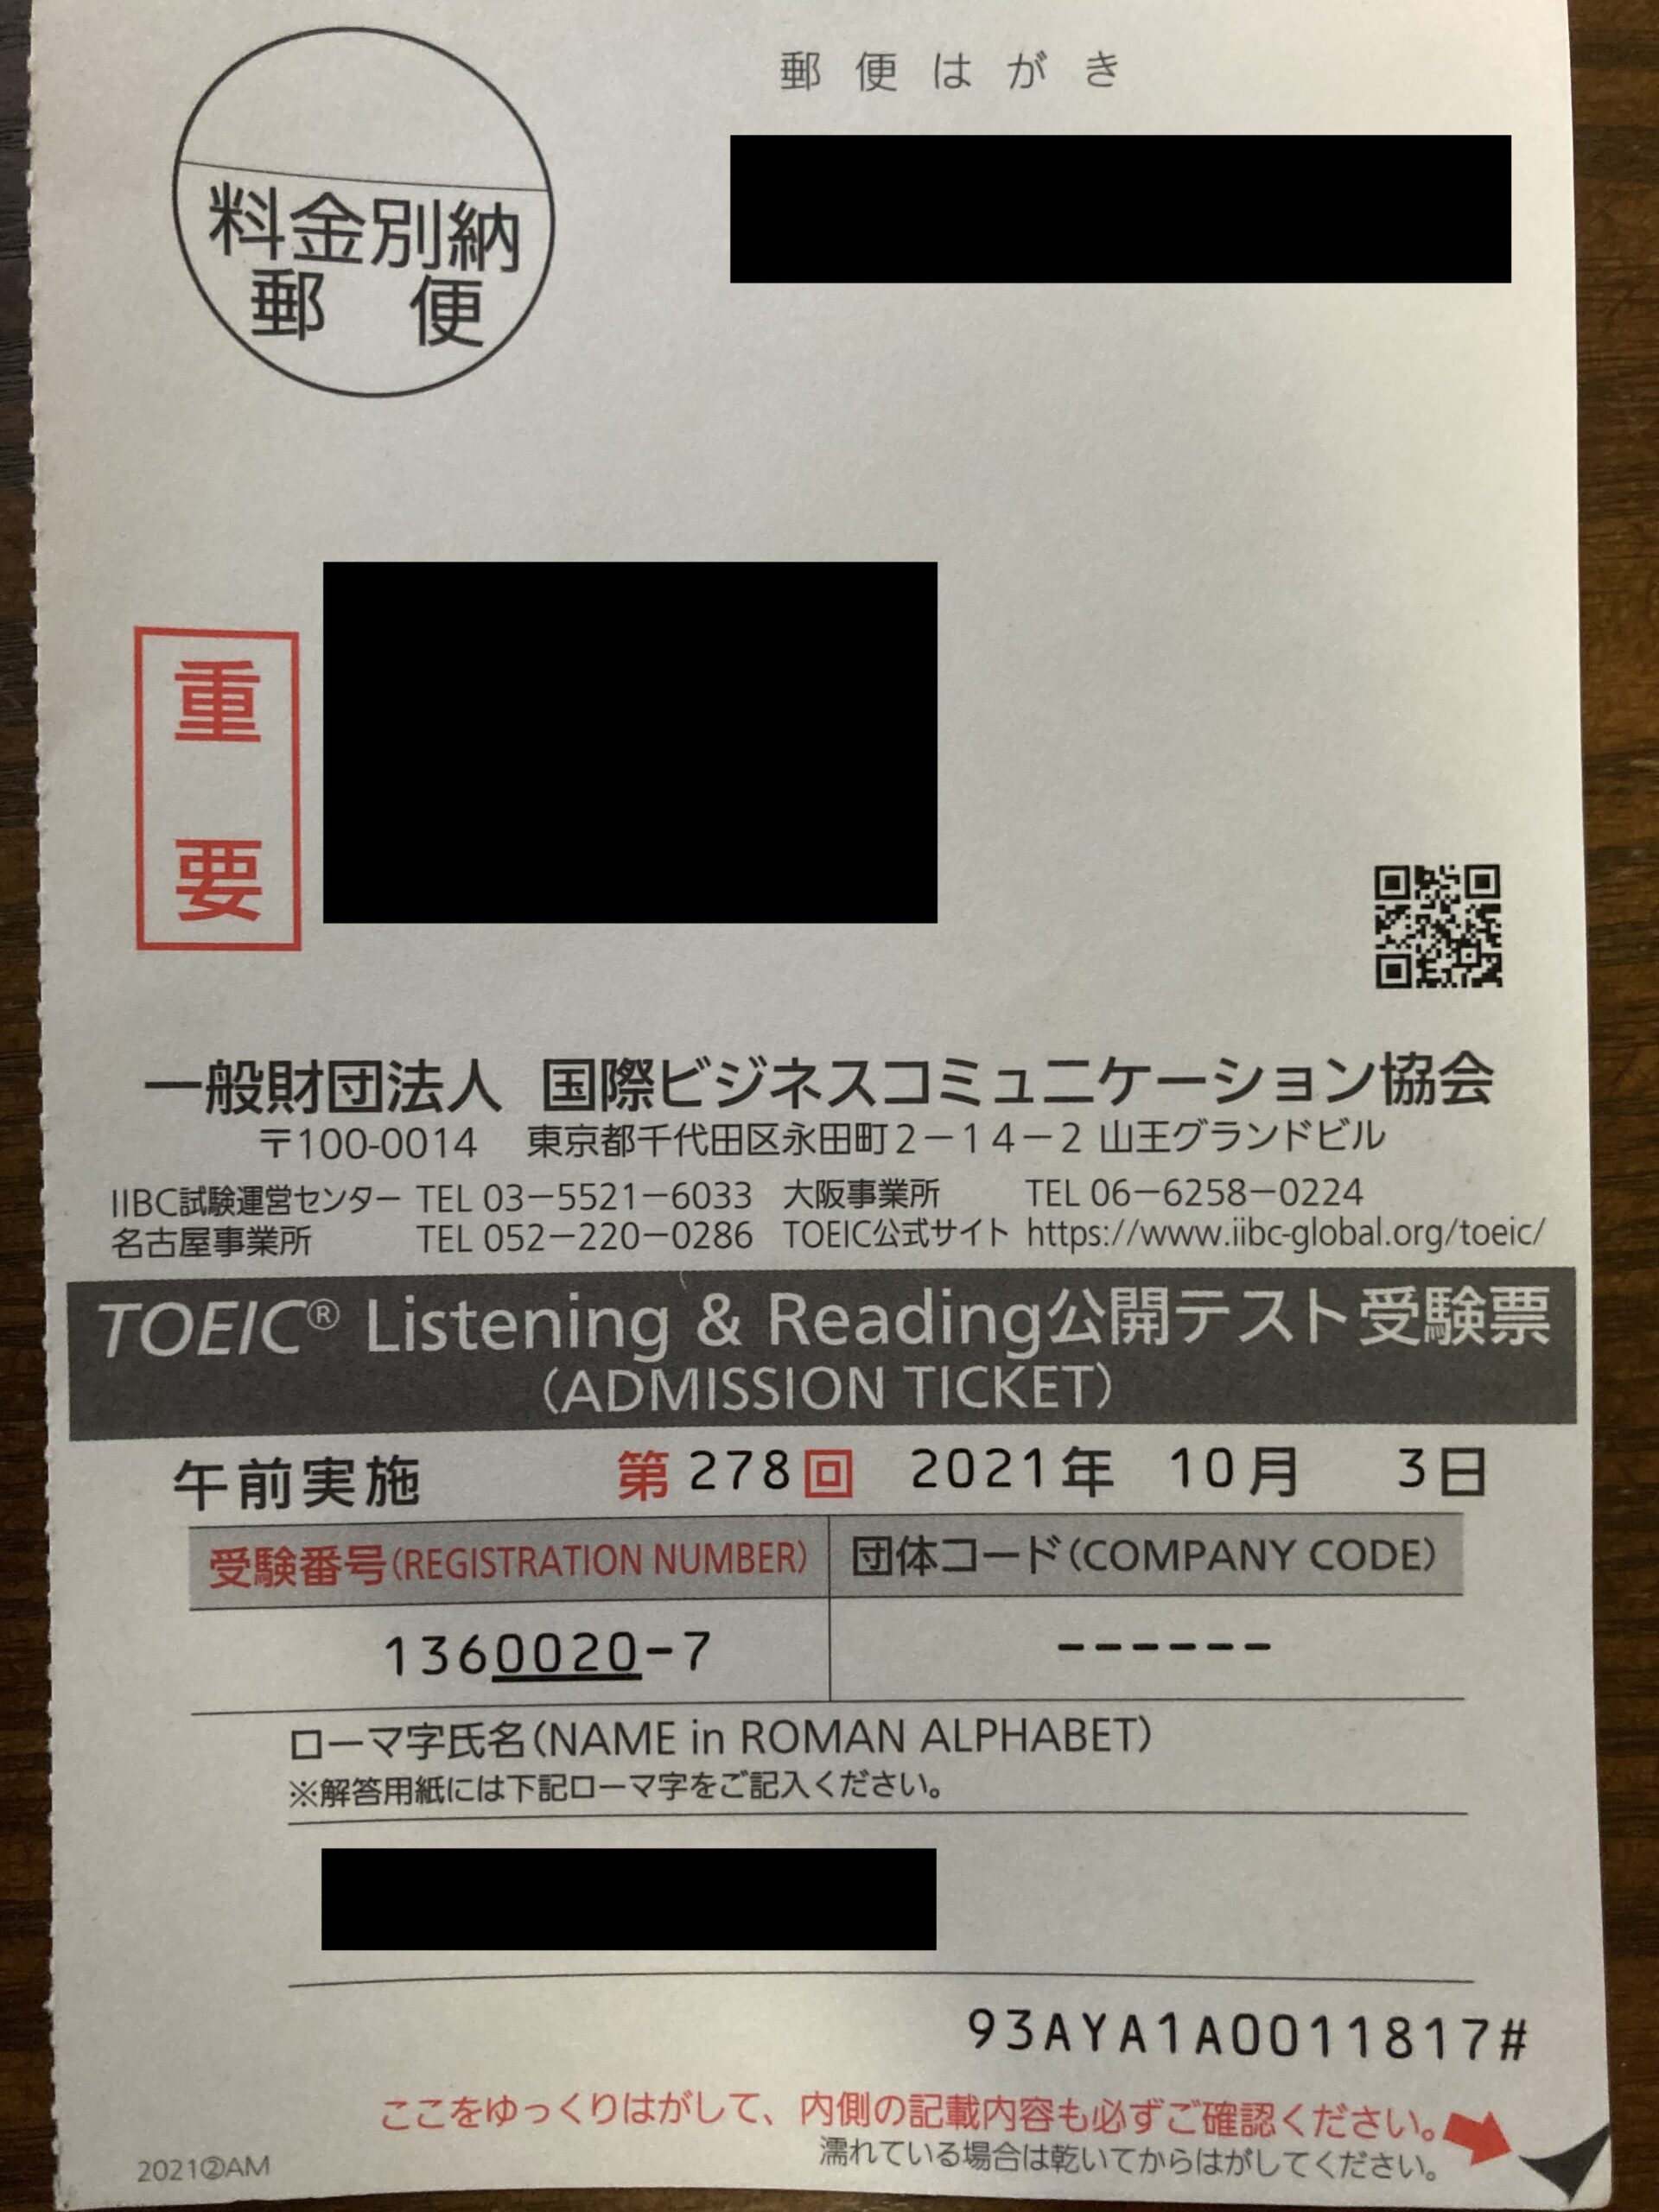 郵便はがき
料金別納
郵 便
重
要
一般財団法人 国際ビジネスコミュニケーション協会
〒100-0014 東京都千代田区永田町2-14-2 山王グランドビル
IIBC試験運営センター TEL 03-5521-6033 大阪事業所 TEL 06-6258-0224
名古屋事業所 TEL 052-220-0286 TOEIC公式サイト https://www.iibc-global.org/toeic/
TOEIC® Listening & Reading公開テスト受験票
(ADMISSION TICKET)
午前実施 第278回 2021年 10月 3日
受験番号(REGISTRATION NUMBER) 団体コード(COMPANY CODE)
1360020-7 ------
ローマ字氏名(NAME in ROMAN ALPHABET)
※解答用紙には下記ローマ字をご記入ください。
93AYA1A0011817#
ここをゆっくりはがして、内側の記載内容も必ずご確認ください。
濡れている場合は乾いてからはがしてください。
2021②AM